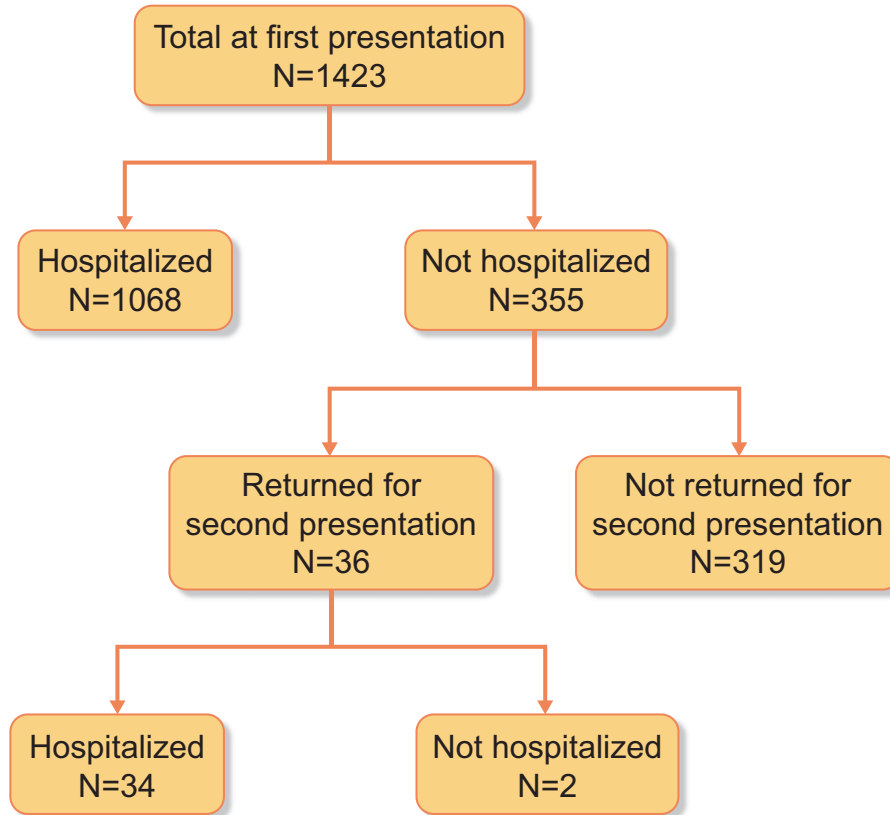 Total at first presentation
N=1423
Hospitalized
N=1068
Not hospitalized
N=355
Returned for
second presentation
N=36
Not returned for
second presentation
N=319
Hospitalized
N=34
Not hospitalized
N=2